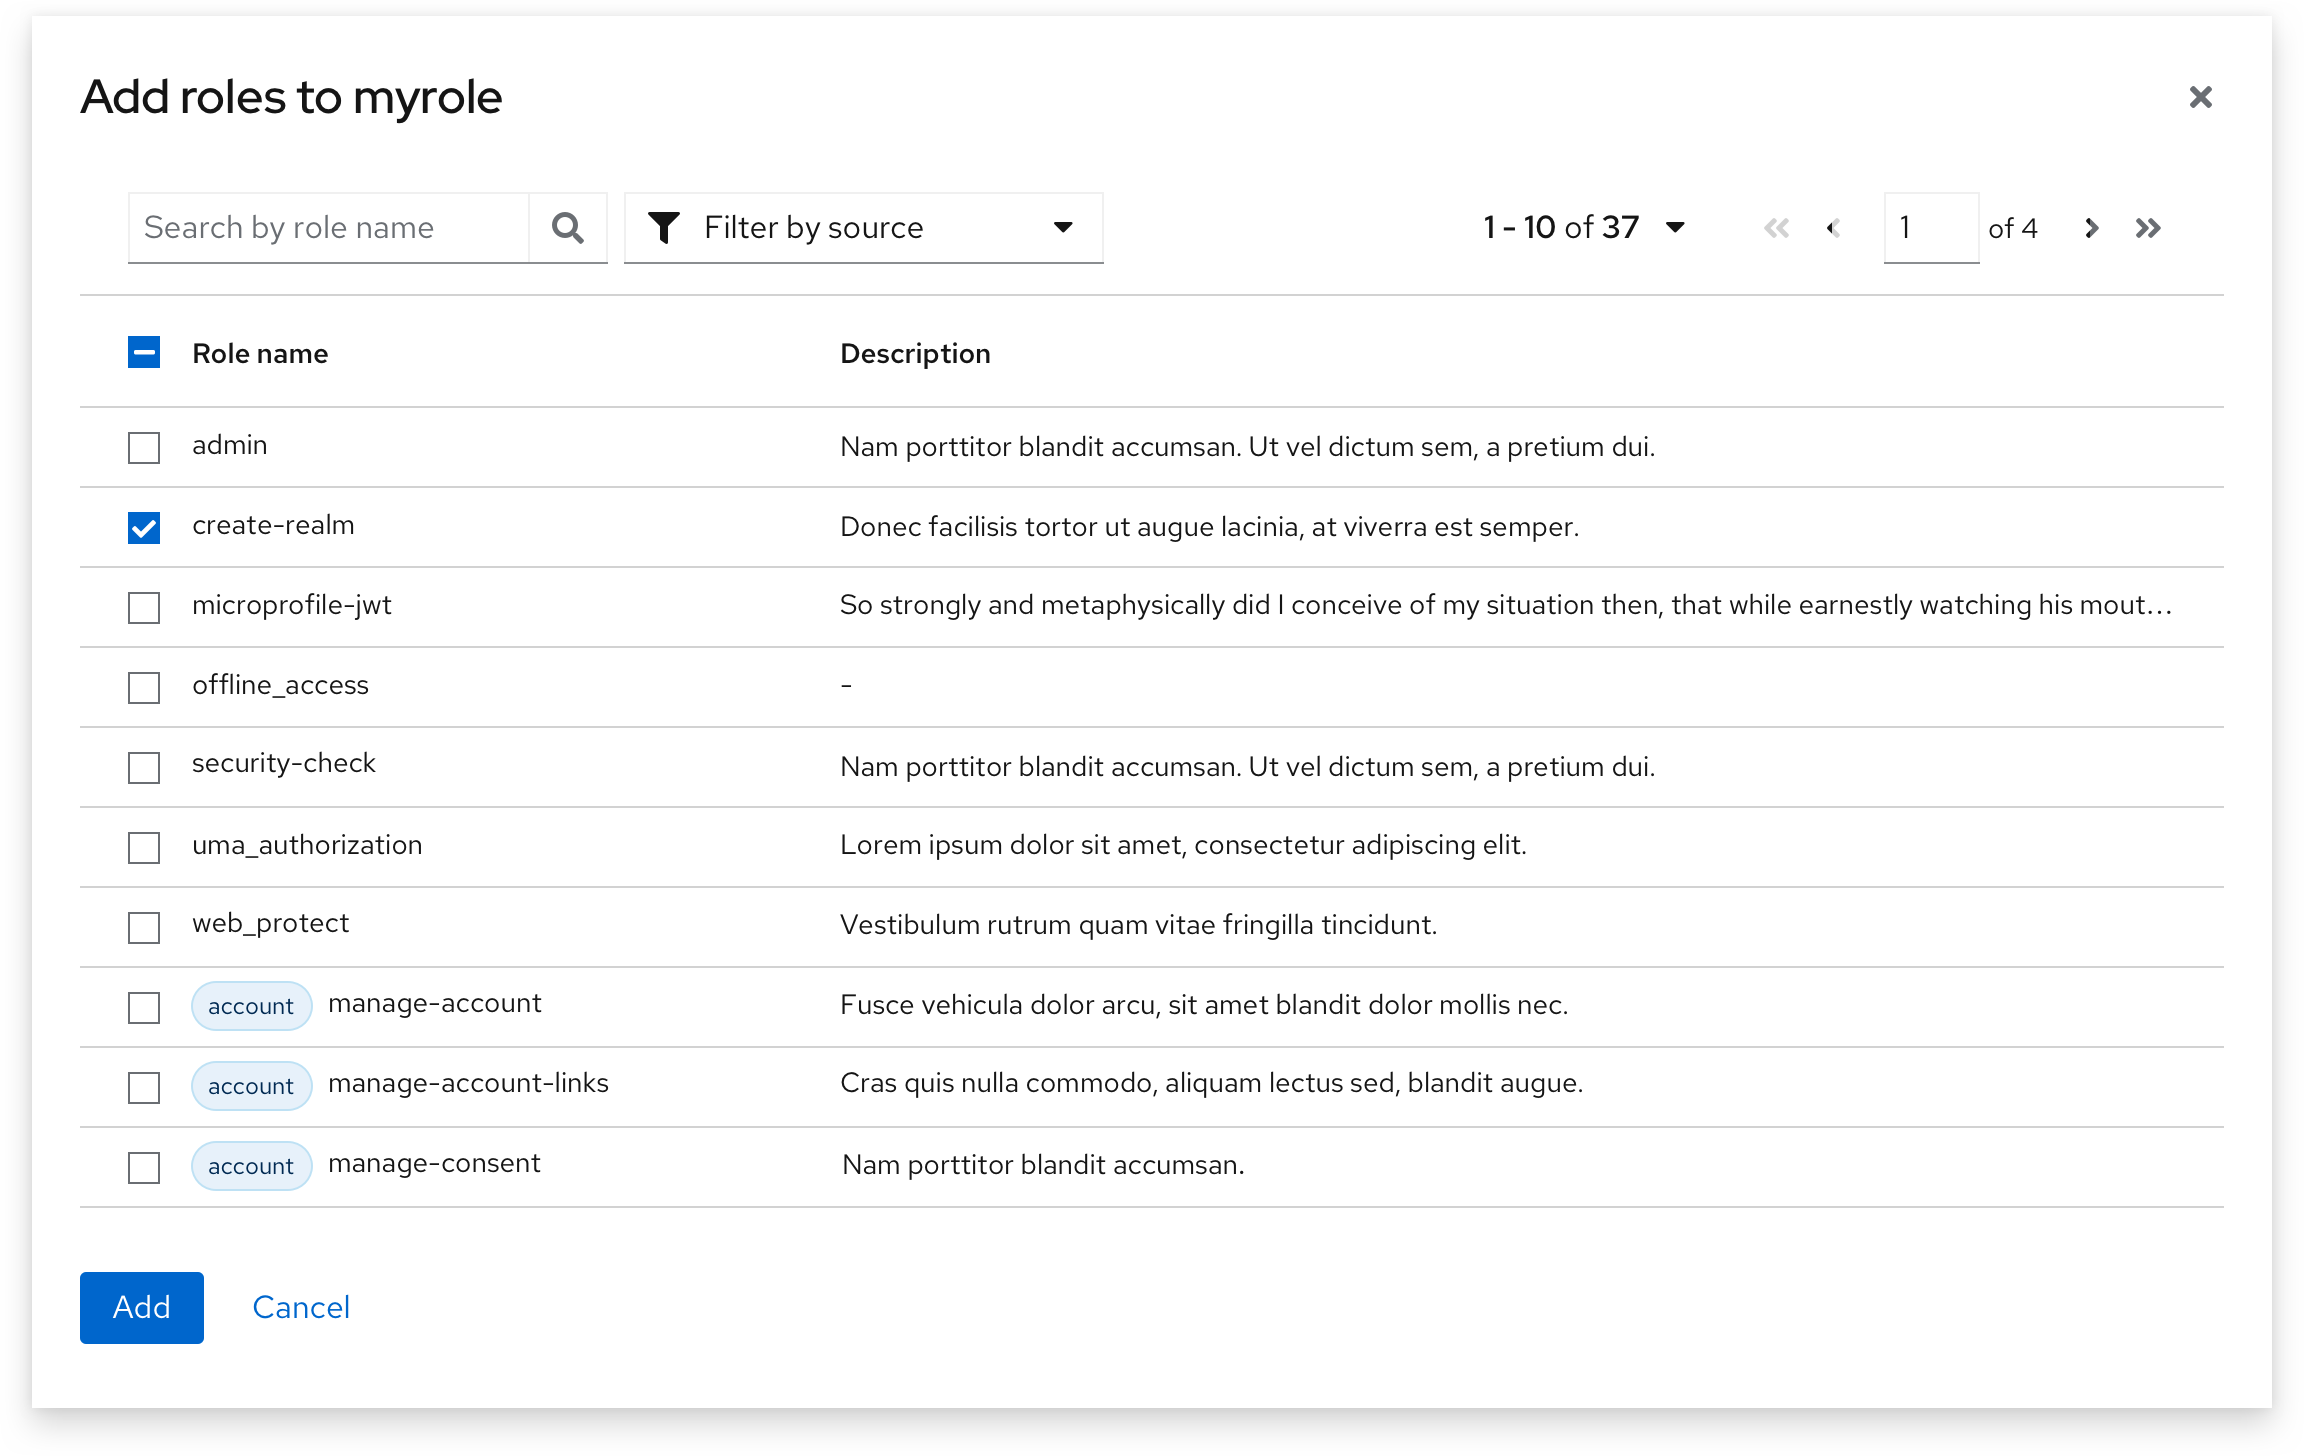 Add roles to myrole
Search by role name Filter by source 1 - 10 of 37 1 of 4
Role name Description
admin Nam porttitor blandit accumsan. Ut vel dictum sem, a pretium dui.
create-realm Donec facilisis tortor ut augue lacinia, at viverra est semper.
microprofile-jwt So strongly and metaphysically did I conceive of my situation then, that while earnestly watching his mout...
offline_access -
security-check Nam porttitor blandit accumsan. Ut vel dictum sem, a pretium dui.
uma_authorization Lorem ipsum dolor sit amet, consectetur adipiscing elit.
web_protect Vestibulum rutrum quam vitae fringilla tincidunt.
account manage-account Fusce vehicula dolor arcu, sit amet blandit dolor mollis nec.
account manage-account-links Cras quis nulla commodo, aliquam lectus sed, blandit augue.
account manage-consent Nam porttitor blandit accumsan.
Add Cancel